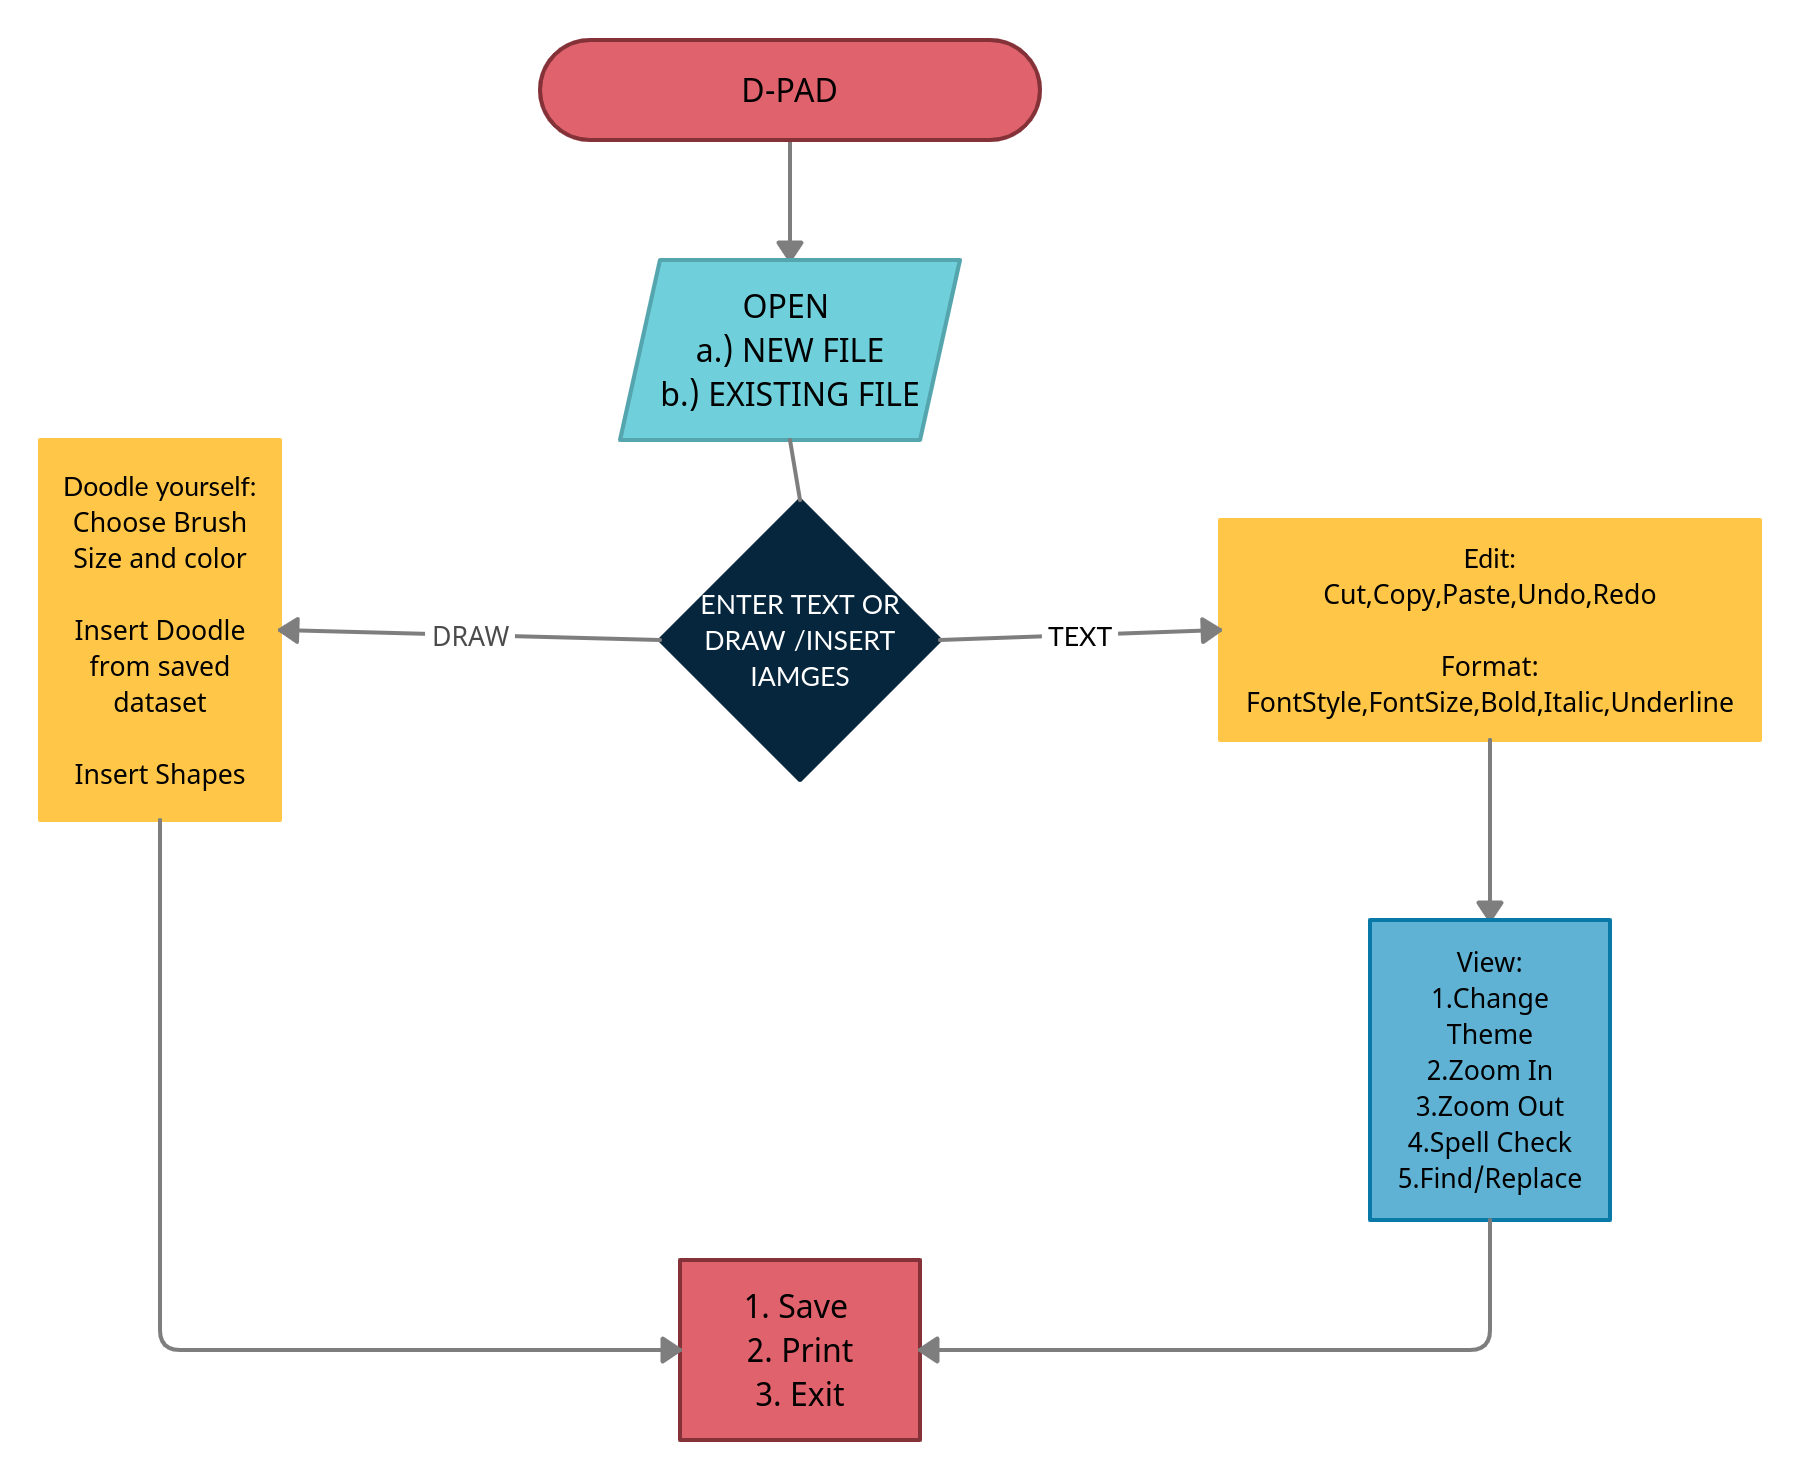 D-PAD
OPEN
a.) NEW FILE
b.) EXISTING FILE
Doodle yourself:
Choose Brush
Size and color
Insert Doodle
from saved
dataset
Insert Shapes
DRAW
ENTER TEXT OR
DRAW /INSERT
IAMGES
TEXT
Edit:
Cut,Copy,Paste,Undo,Redo
Format:
FontStyle,FontSize,Bold,Italic,Underline
View:
1.Change
Theme
2.Zoom In
3.Zoom Out
4.Spell Check
5.Find/Replace
1. Save
2. Print
3. Exit